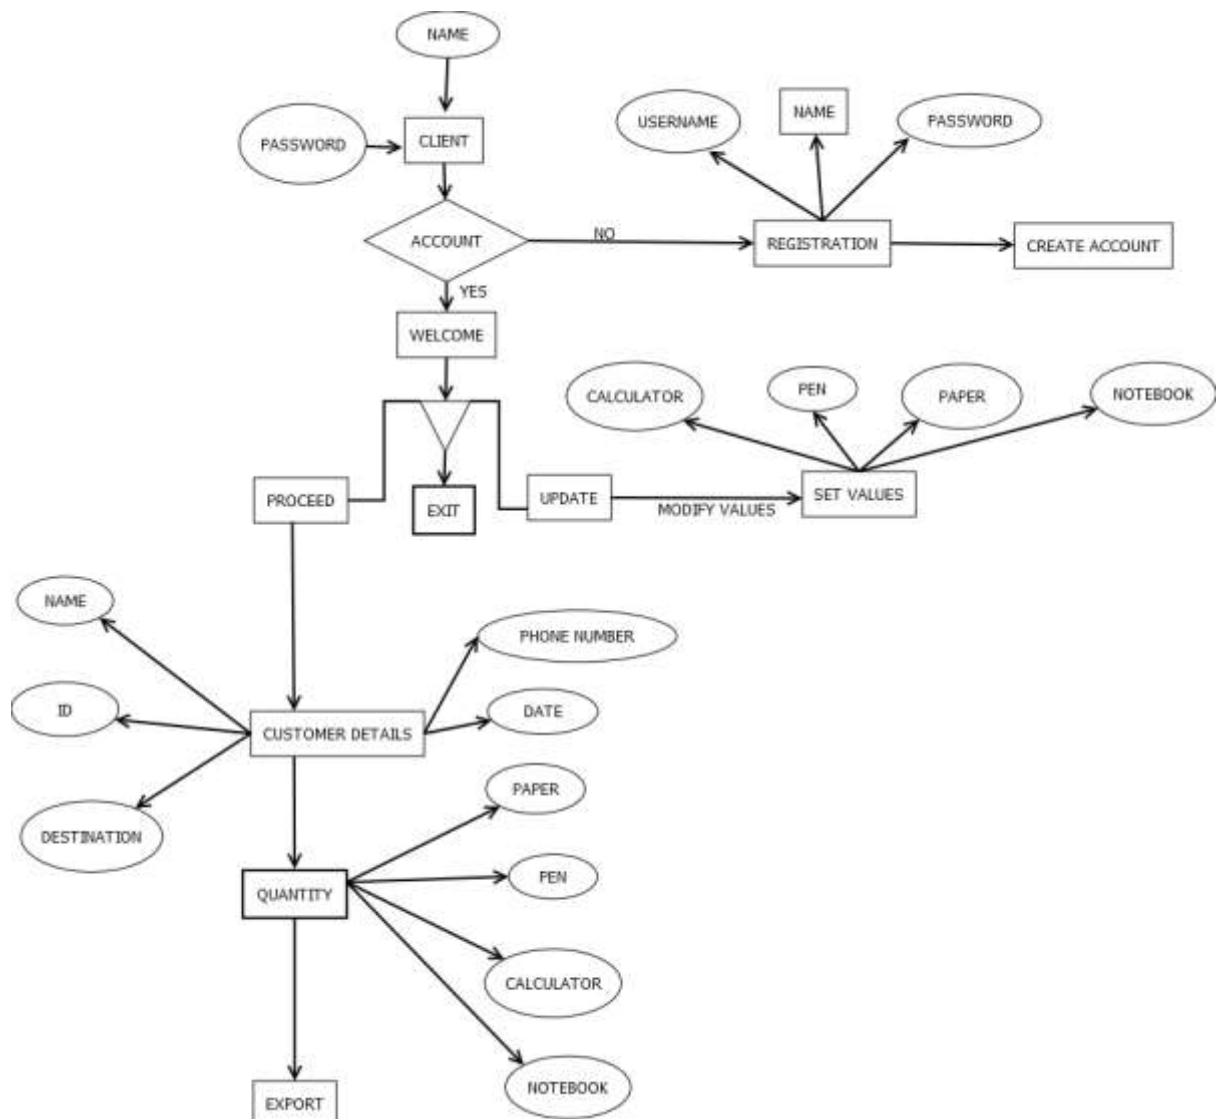 NAME
USERNAME
NAME
PASSWORD
PASSWORD
CLIENT
ACCOUNT
NO
REGISTRATION
CREATE ACCOUNT
YES
WELCOME
CALCULATOR
PEN
PAPER
NOTEBOOK
PROCEED
EXIT
UPDATE
MODIFY VALUES
SET VALUES
NAME
PHONE NUMBER
ID
DATE
CUSTOMER DETAILS
PAPER
DESTINATION
PEN
QUANTITY
CALCULATOR
NOTEBOOK
EXPORT